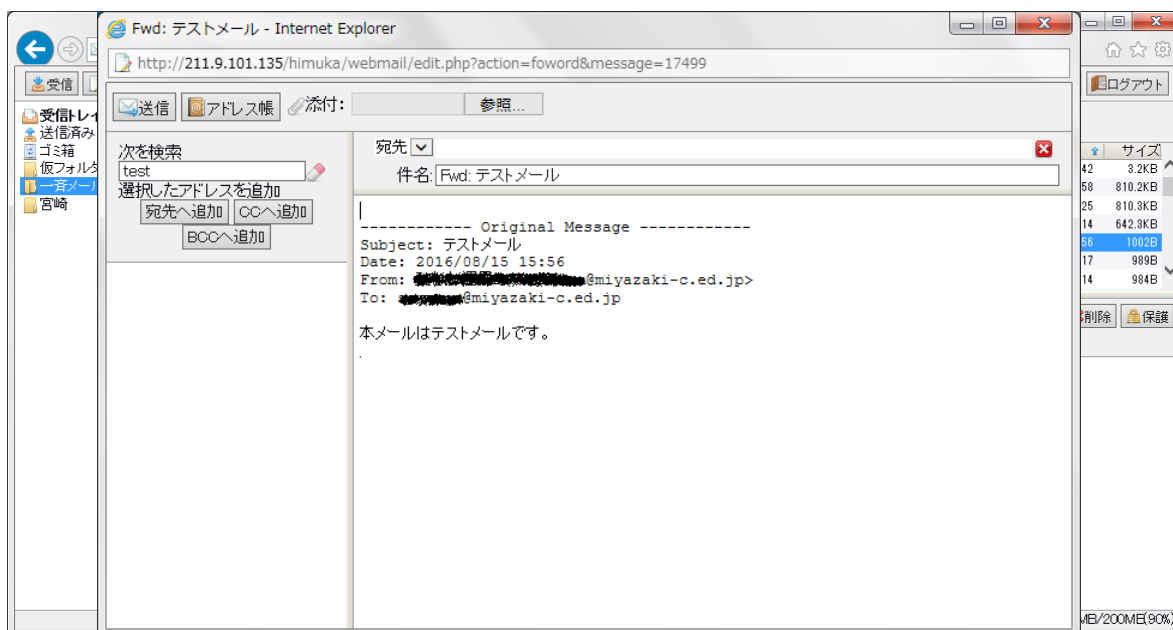 Fwd: テストメール - Internet Explorer
http://211.9.101.135/himuka/webmail/edit.php?action=foword&message=17499
受信
ログアウト
送信
アドレス帳
添付:
参照...
受信トレイ
送信済み
ゴミ箱
仮フォルダ
一斉メー
宮崎
次を検索
test
選択したアドレスを追加
宛先へ追加
CCへ追加
BCCへ追加
宛先
件名: Fwd: テストメール
------------ Original Message ------------
Subject: テストメール
Date: 2016/08/15 15:56
From: @miyazaki-c.ed.jp>
To: @miyazaki-c.ed.jp
本メールはテストメールです。
.
サイズ
42 3.2KB
58 810.2KB
25 810.3KB
14 642.3KB
56 1002B
17 989B
14 984B
削除
保護
MB/200MB(90%)